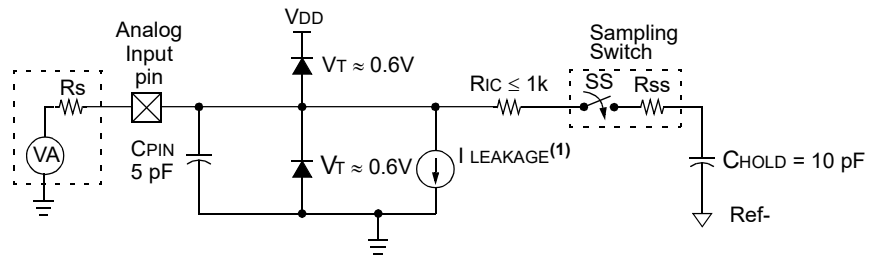 VDD
Analog
Input
pin
Sampling
Switch
VT ≈ 0.6V
RIC ≤ 1k
SS
Rss
Rs
VA
CPIN
5 pF
VT ≈ 0.6V
I LEAKAGE(1)
CHOLD = 10 pF
Ref-